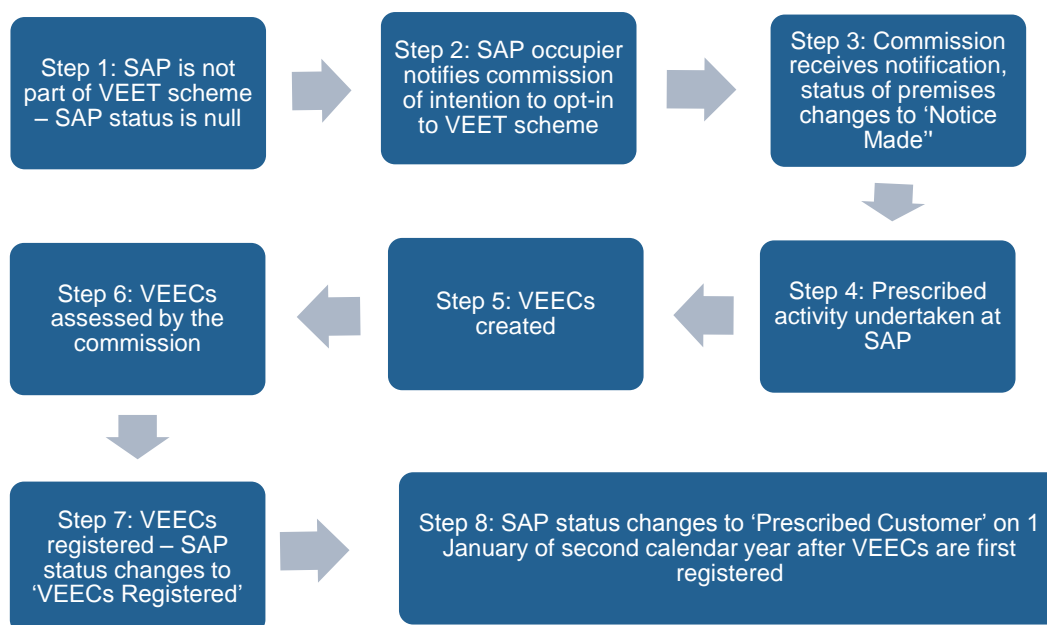 Step 1: SAP is not
part of VEET scheme
– SAP status is null
Step 2: SAP occupier
notifies commission
of intention to opt-in
to VEET scheme
Step 3: Commission
receives notification,
status of premises
changes to ‘Notice
Made’'
Step 4: Prescribed
activity undertaken at
SAP
Step 5: VEECs
created
Step 6: VEECs
assessed by the
commission
Step 7: VEECs
registered – SAP
status changes to
‘VEECs Registered’
Step 8: SAP status changes to ‘Prescribed Customer’ on 1
January of second calendar year after VEECs are first
registered